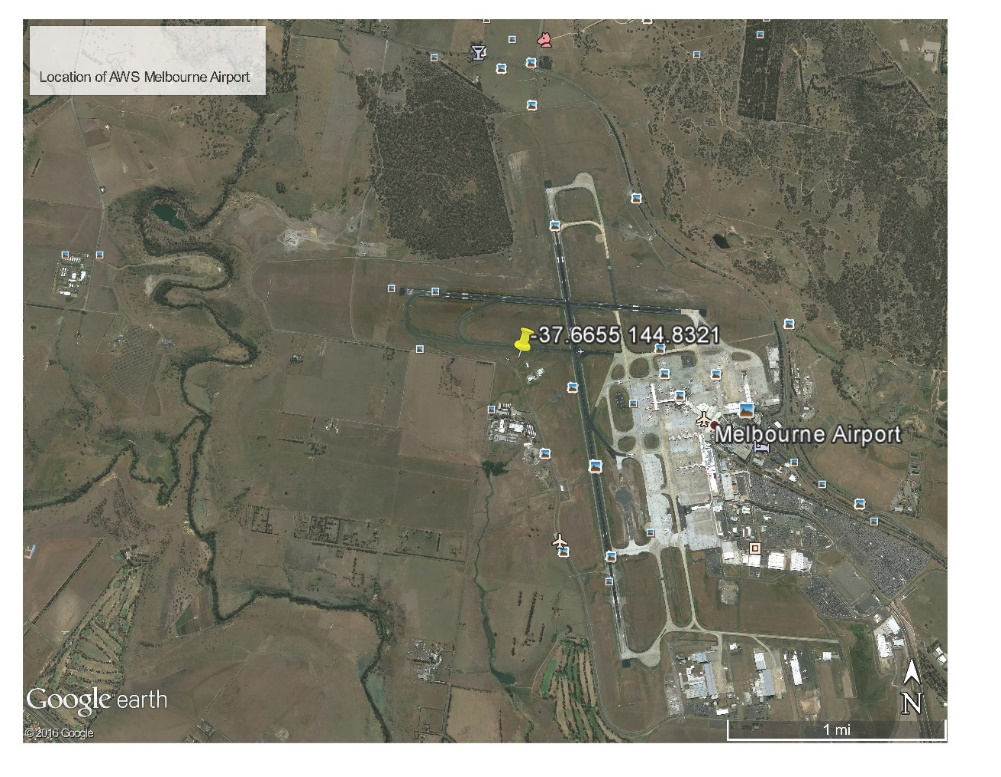 Location of AWS Melbourne Airport
-37.6655 144.8321
Melbourne Airport
Google earth
© 2016 Google
N
1 mi